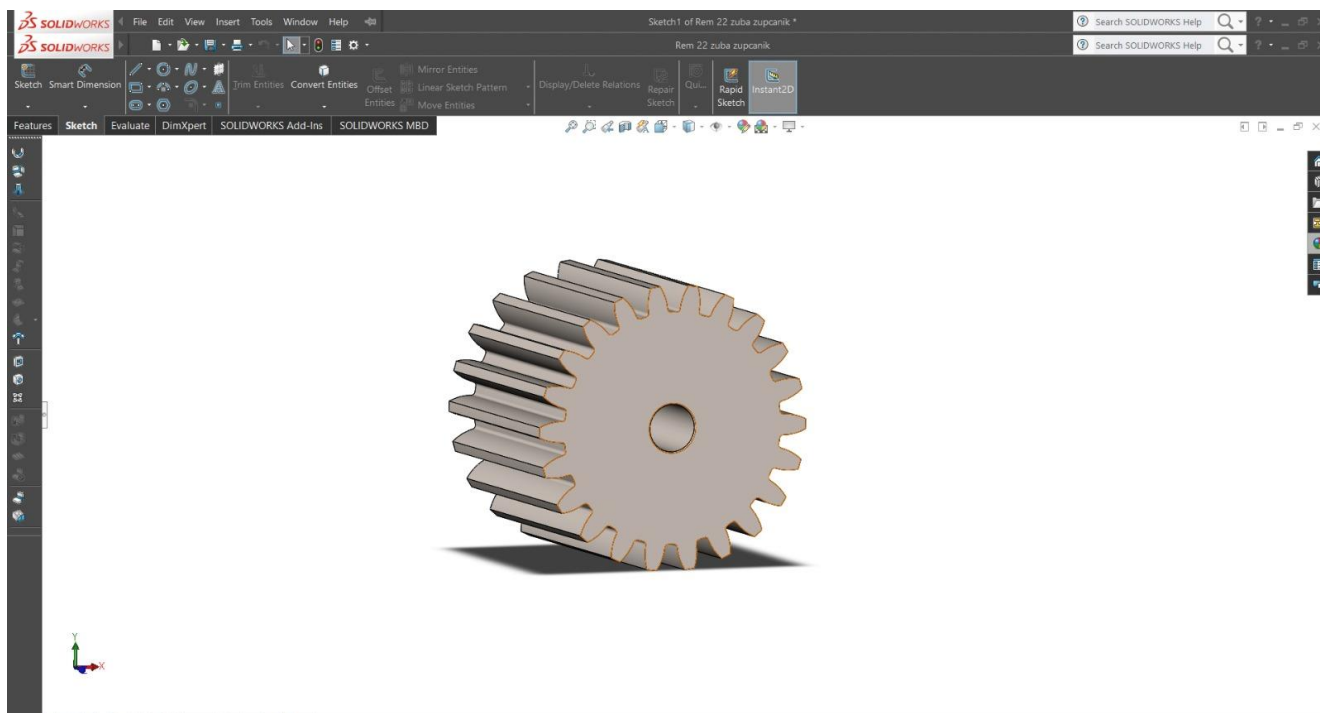 SOLIDWORKS File Edit View Insert Tools Window Help Sketch1 of Rem 22 zuba zupcanik * Search SOLIDWORKS Help
SOLIDWORKS Rem 22 zuba zupcanik Search SOLIDWORKS Help
Sketch Smart Dimension Trim Entities Convert Entities Offset Entities Mirror Entities Linear Sketch Pattern Move Entities Display/Delete Relations Repair Sketch Qui... Rapid Sketch Instant2D
Features Sketch Evaluate DimXpert SOLIDWORKS Add-Ins SOLIDWORKS MBD
Y
X